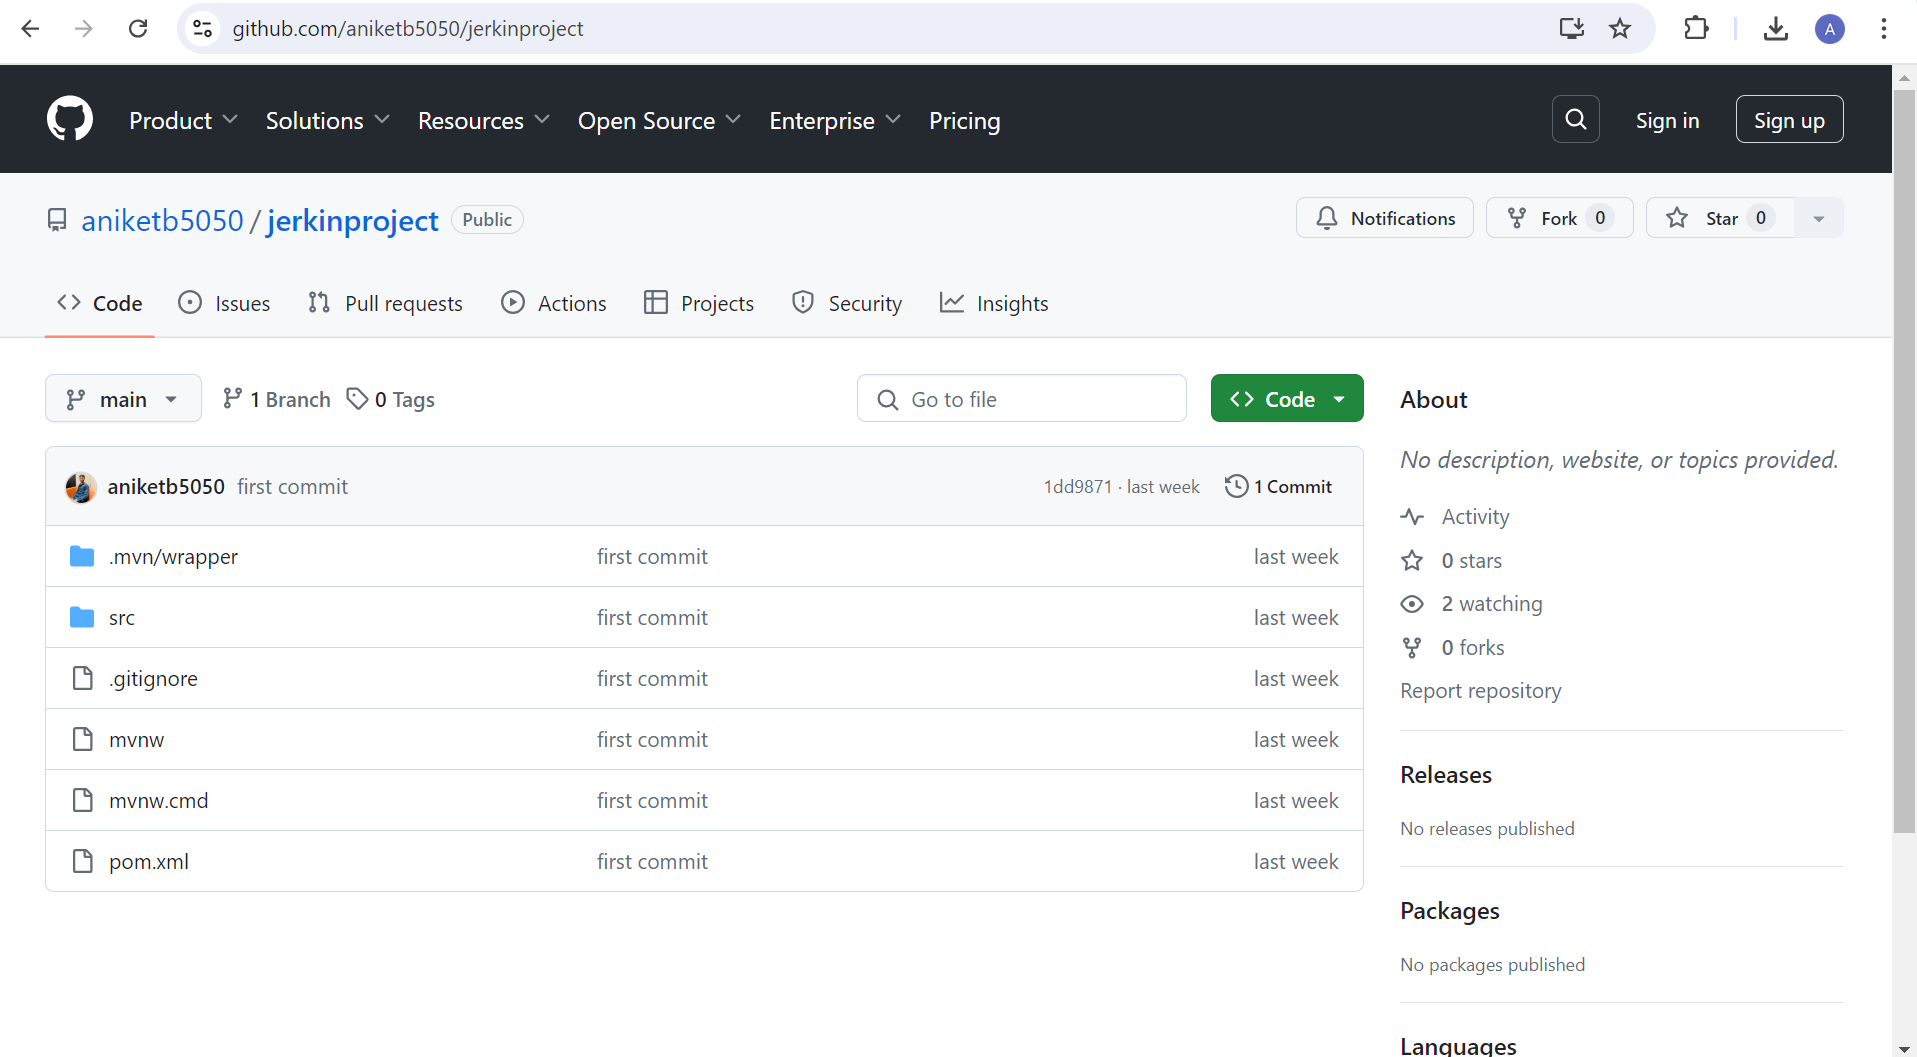 github.com/aniketb5050/jerkinproject
A
Product Solutions Resources Open Source Enterprise Pricing Sign in Sign up
aniketb5050 / jerkinproject Public Notifications Fork 0 Star 0
Code Issues Pull requests Actions Projects Security Insights
main 1 Branch 0 Tags Go to file Code
aniketb5050 first commit 1dd9871 · last week 1 Commit
.mvn/wrapper first commit last week
src first commit last week
.gitignore first commit last week
mvnw first commit last week
mvnw.cmd first commit last week
pom.xml first commit last week
About
No description, website, or topics provided.
Activity
0 stars
2 watching
0 forks
Report repository
Releases
No releases published
Packages
No packages published
Languages